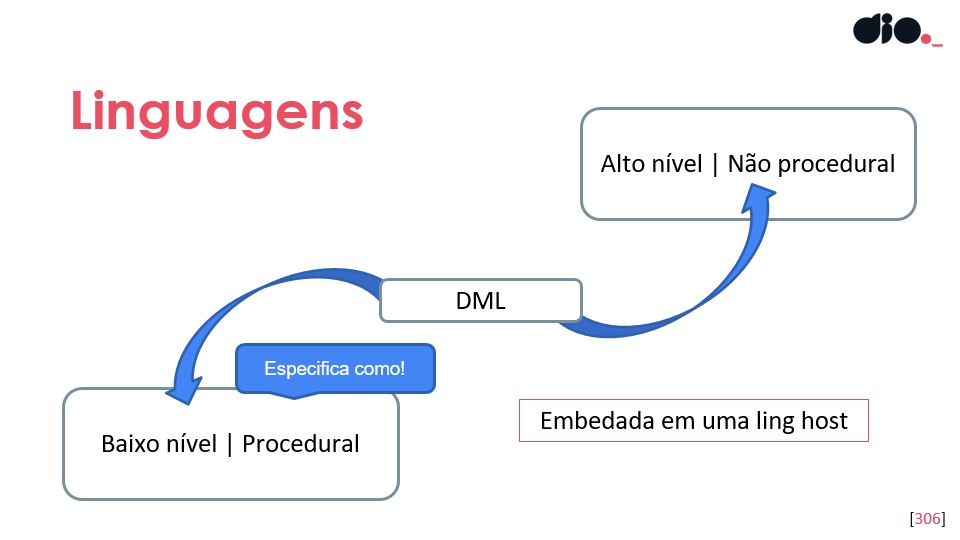 dio._
Linguagens
Alto nível | Não procedural
DML
Especifica como!
Baixo nível | Procedural
Embedada em uma ling host
[306]